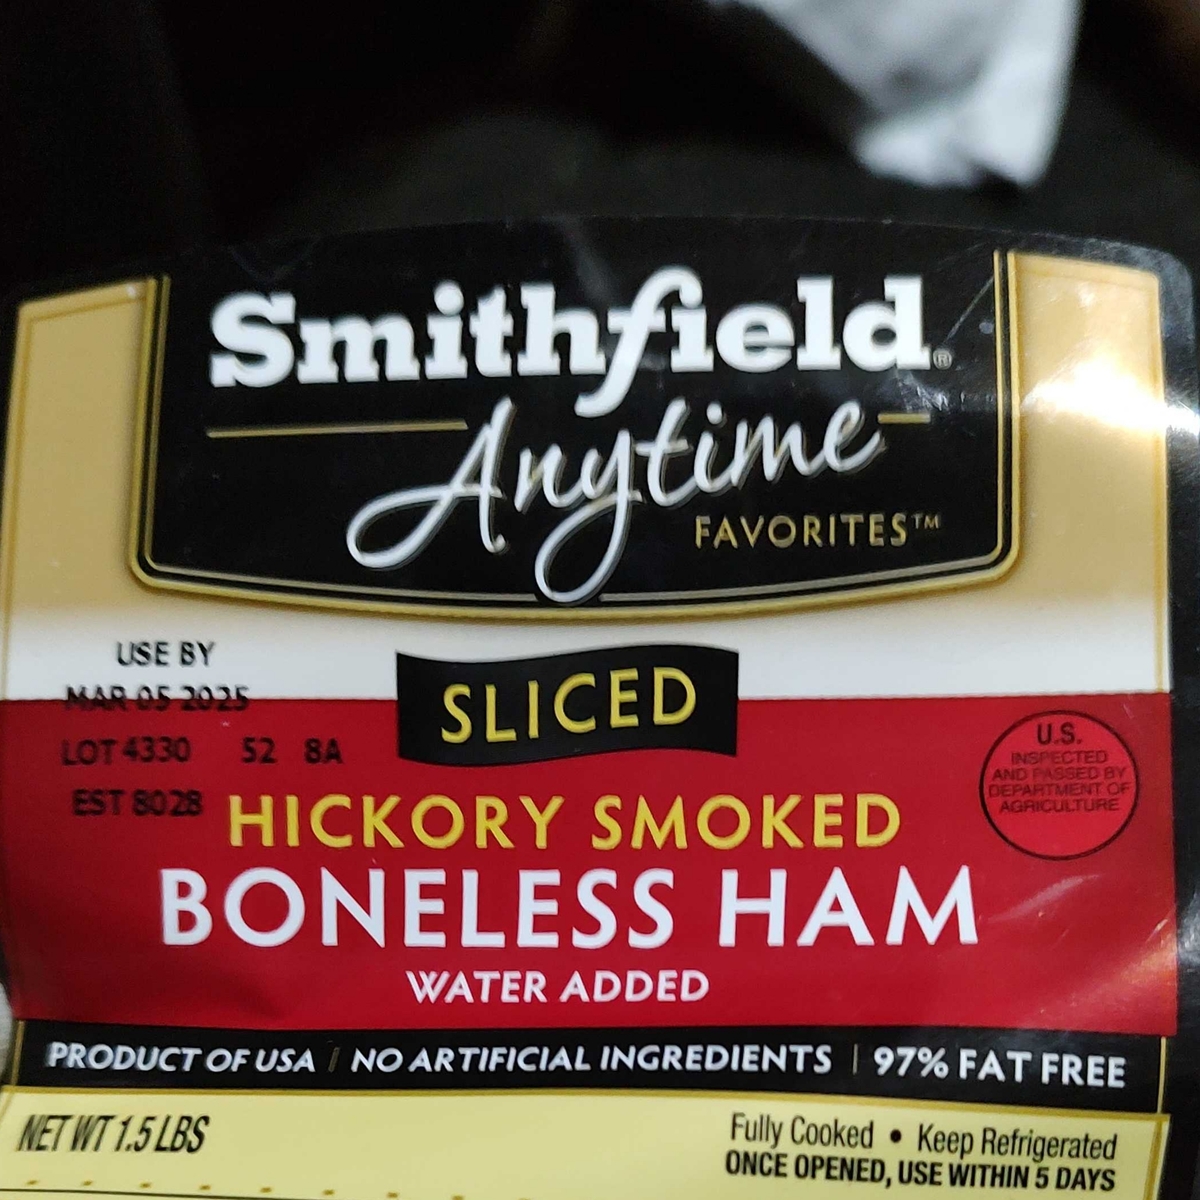 Smithfield®
Anytime
FAVORITES™
USE BY
MAR 05 2025
LOT 4330 52 8A
EST 8028
SLICED
U.S.
INSPECTED
AND PASSED BY
DEPARTMENT OF
AGRICULTURE
HICKORY SMOKED
BONELESS HAM
WATER ADDED
PRODUCT OF USA | NO ARTIFICIAL INGREDIENTS | 97% FAT FREE
NET WT 1.5 LBS
Fully Cooked • Keep Refrigerated
ONCE OPENED, USE WITHIN 5 DAYS